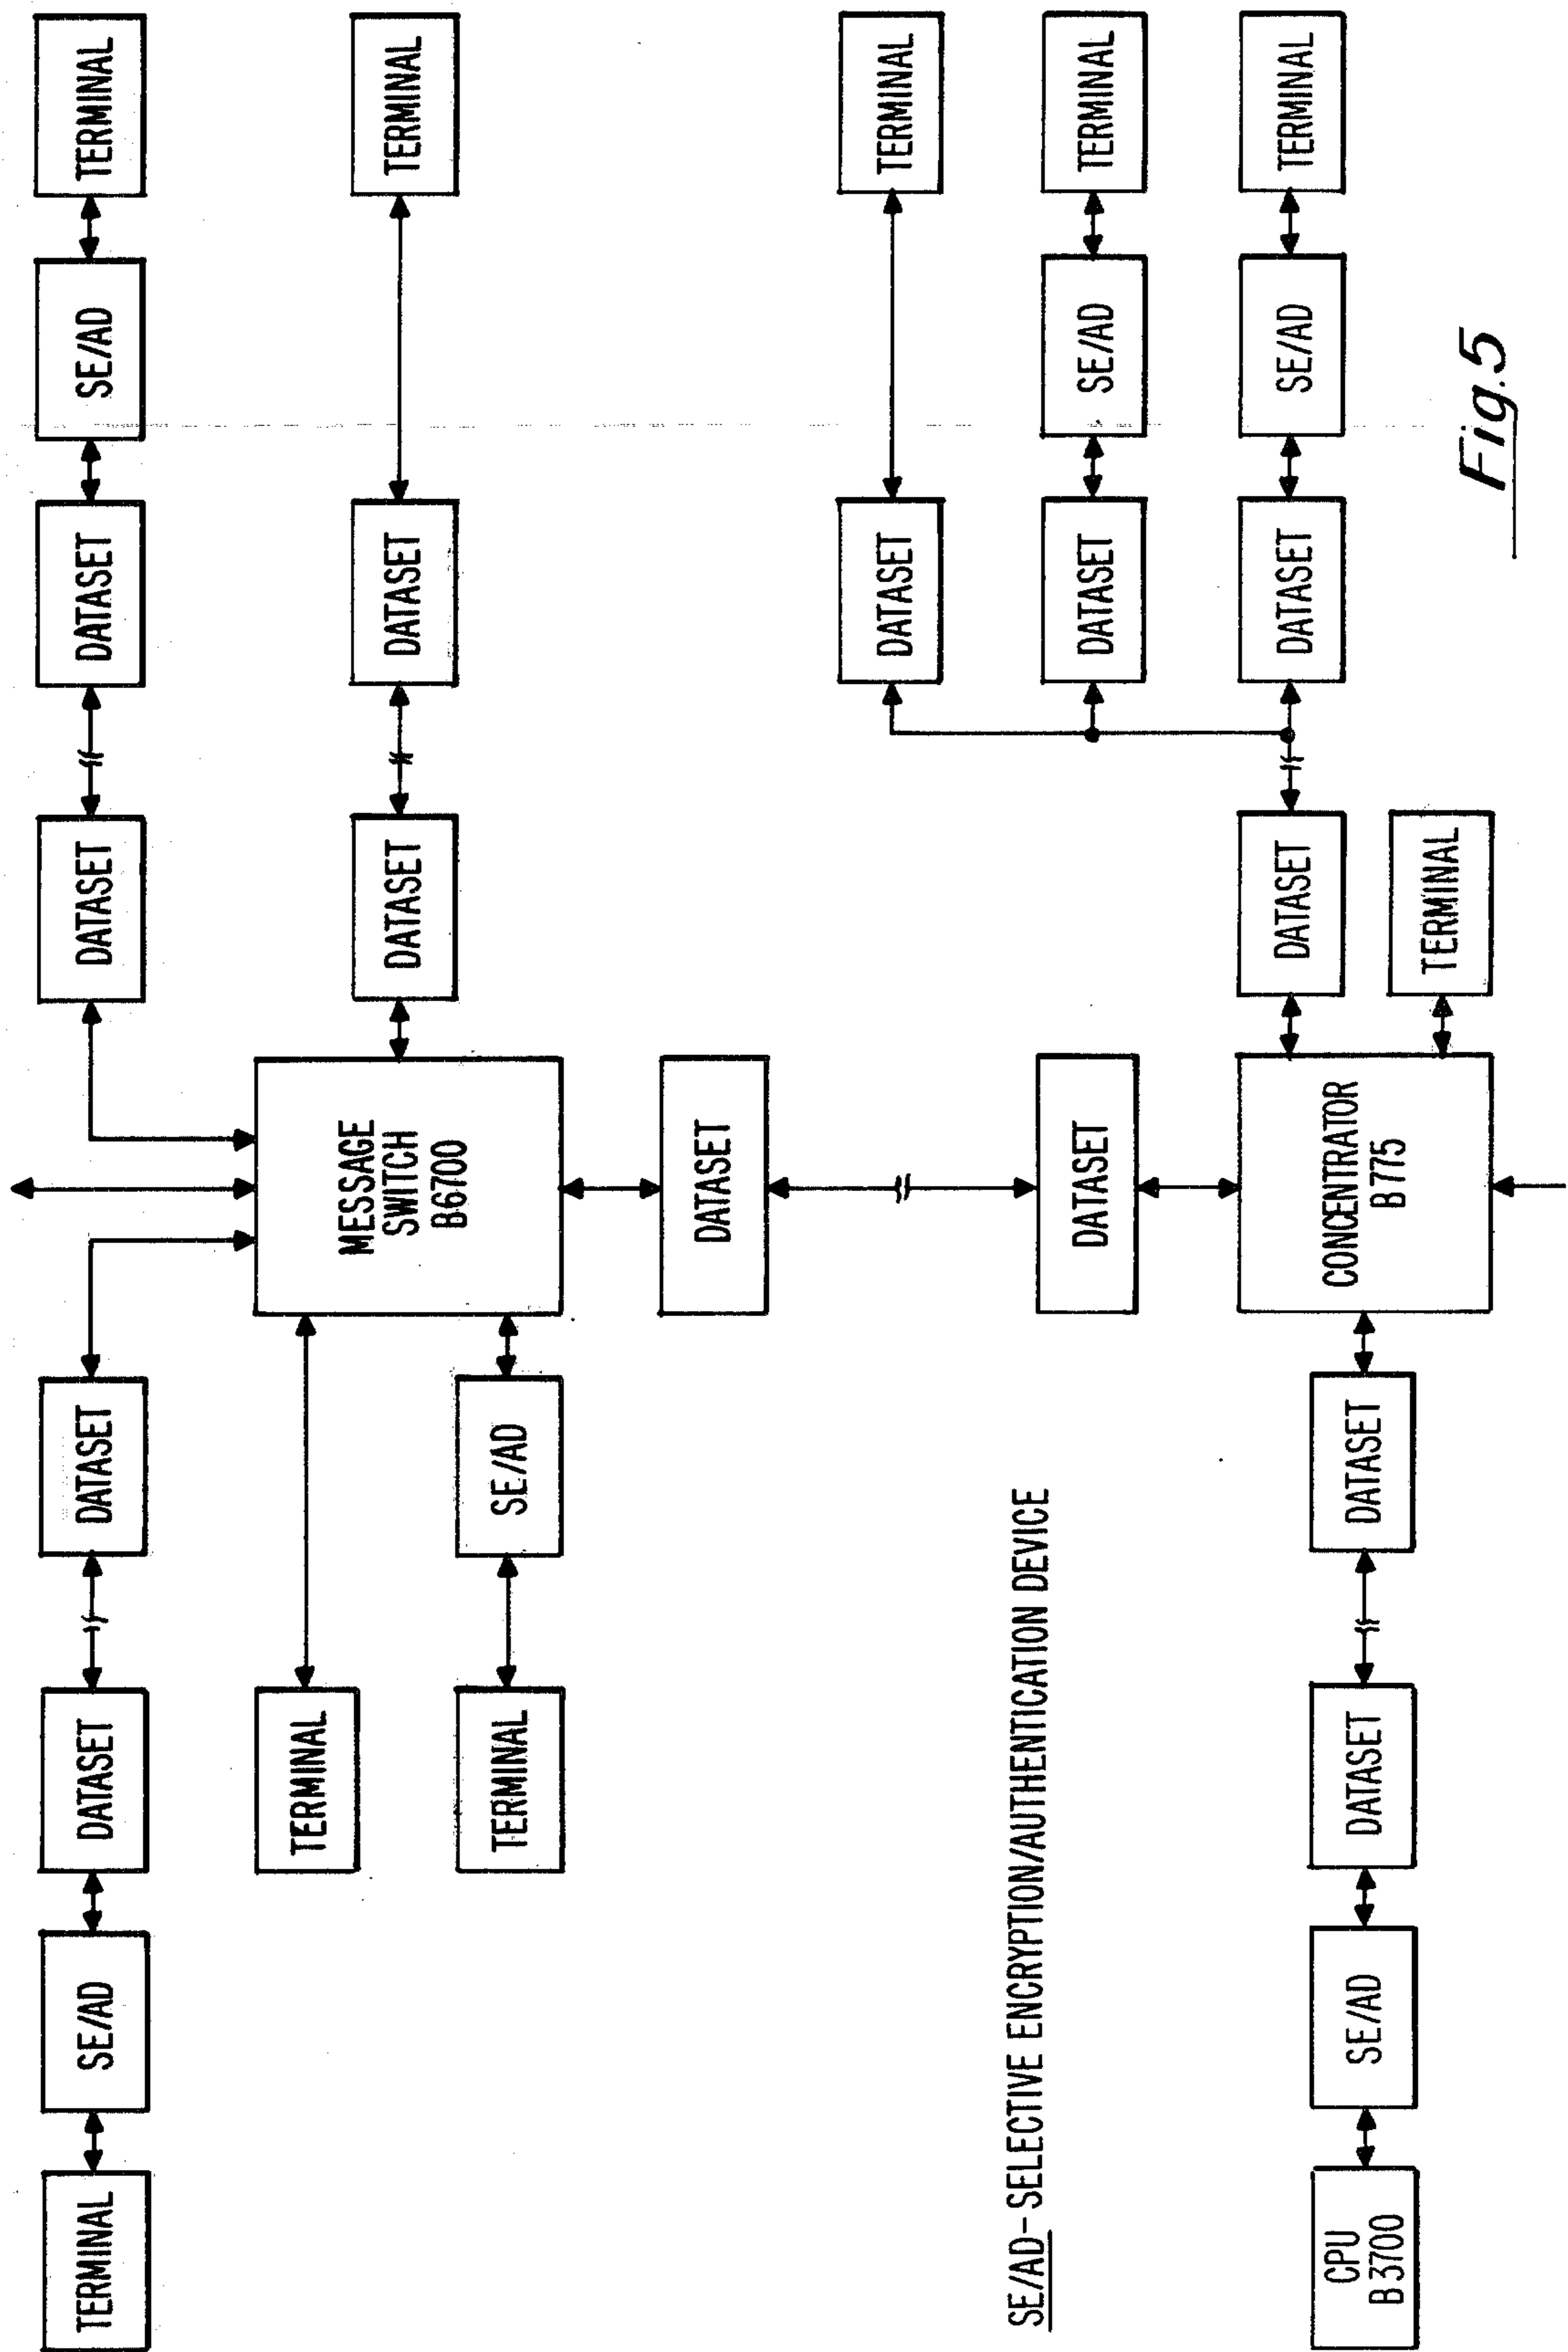 TERMINAL
SE/AD
DATASET
DATASET
DATASET
DATASET
SE/AD
TERMINAL
TERMINAL
MESSAGE
SWITCH
B6700
DATASET
DATASET
TERMINAL
TERMINAL
SE/AD
DATASET
DATASET
TERMINAL
SE/AD-SELECTIVE ENCRYPTION/AUTHENTICATION DEVICE
DATASET
DATASET
SE/AD
TERMINAL
DATASET
DATASET
SE/AD
TERMINAL
CPU
B 3700
SE/AD
DATASET
DATASET
CONCENTRATOR
B 775
TERMINAL
Fig.5